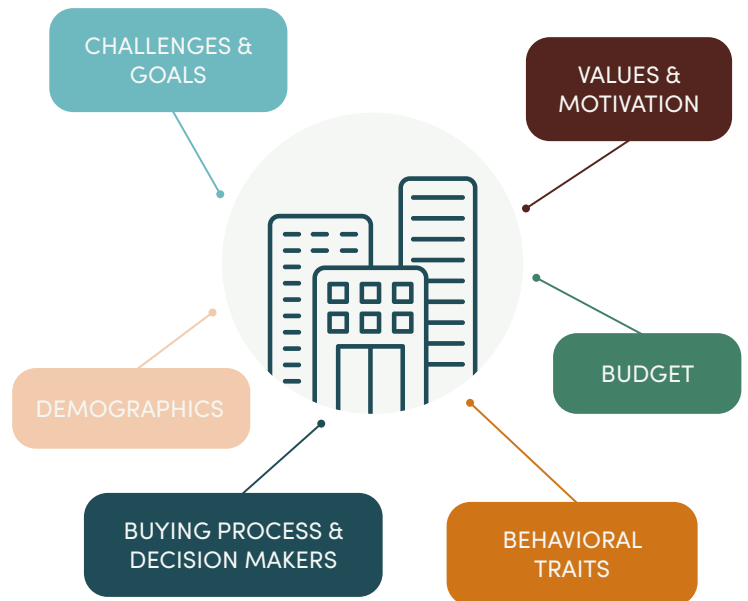 CHALLENGES &
GOALS
VALUES &
MOTIVATION
BUDGET
DEMOGRAPHICS
BUYING PROCESS &
DECISION MAKERS
BEHAVIORAL
TRAITS